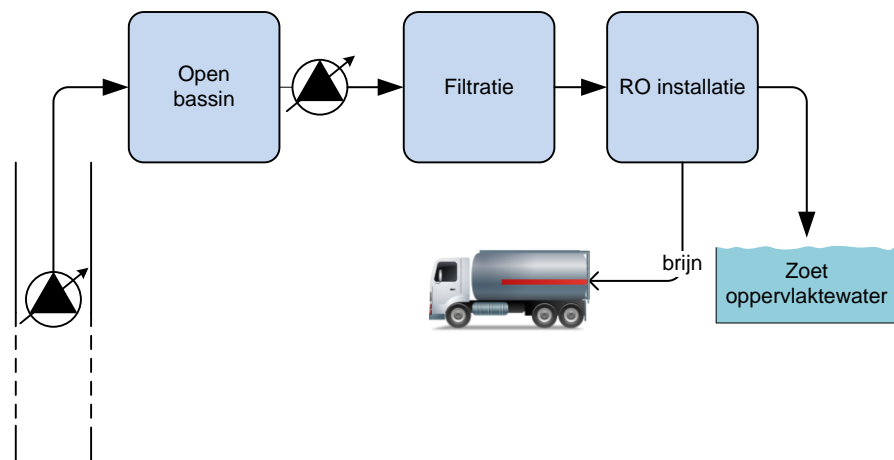 Open
bassin
Filtratie
RO installatie
brijn
Zoet
oppervlaktewater